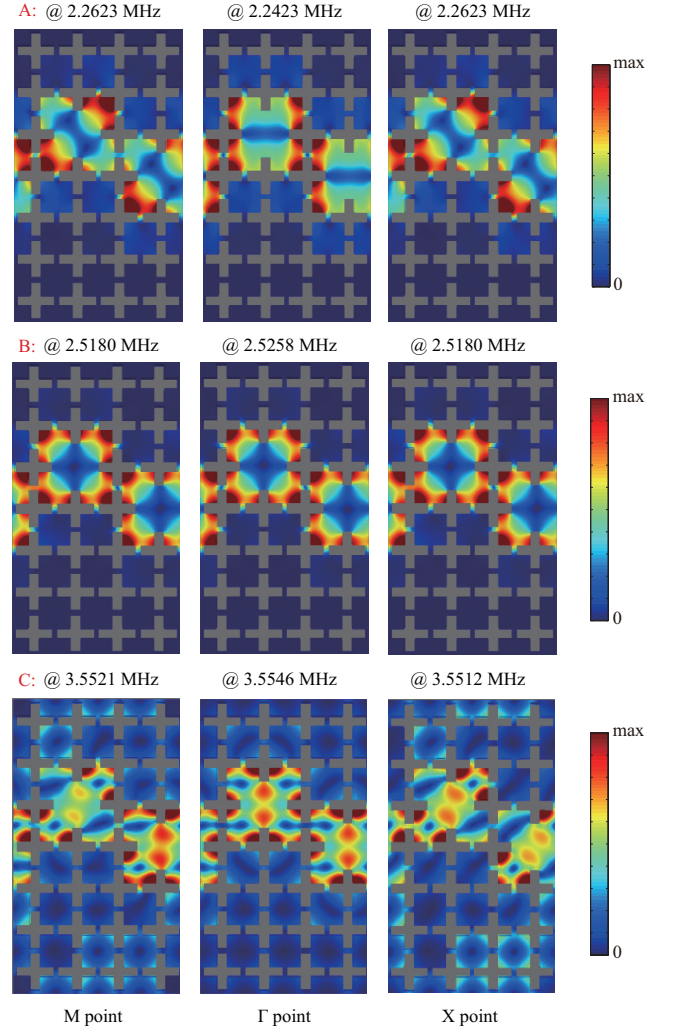 A: @ 2.2623 MHz @ 2.2423 MHz @ 2.2623 MHz
max
0
B: @ 2.5180 MHz @ 2.5258 MHz @ 2.5180 MHz
max
0
C: @ 3.5521 MHz @ 3.5546 MHz @ 3.5512 MHz
max
0
M point Γ point X point